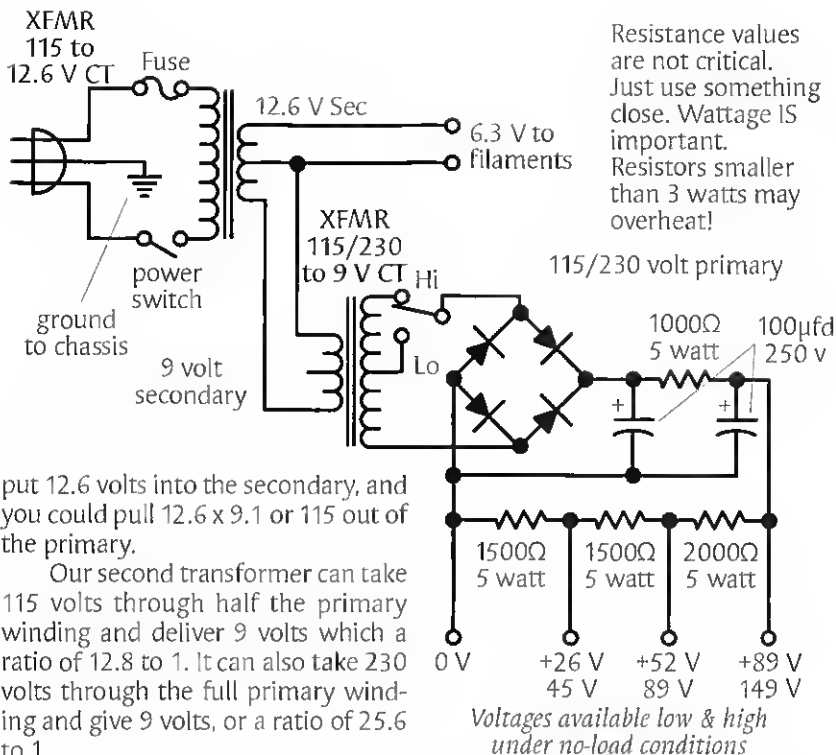 XFMR
115 to
12.6 V CT
Fuse
12.6 V Sec
6.3 V to
filaments
Resistance values
are not critical.
Just use something
close. Wattage IS
important.
Resistors smaller
than 3 watts may
overheat!
power
switch
ground
to chassis
XFMR
115/230
to 9 V CT
Hi
Lo
9 volt
secondary
115/230 volt primary
1000Ω
5 watt
100µfd
250 v
+
+
1500Ω
5 watt
1500Ω
5 watt
2000Ω
5 watt
0 V
+26 V
45 V
+52 V
89 V
+89 V
149 V
Voltages available low & high
under no-load conditions
put 12.6 volts into the secondary, and
you could pull 12.6 x 9.1 or 115 out of
the primary.
Our second transformer can take
115 volts through half the primary
winding and deliver 9 volts which a
ratio of 12.8 to 1. It can also take 230
volts through the full primary wind-
ing and give 9 volts, or a ratio of 25.6
to 1